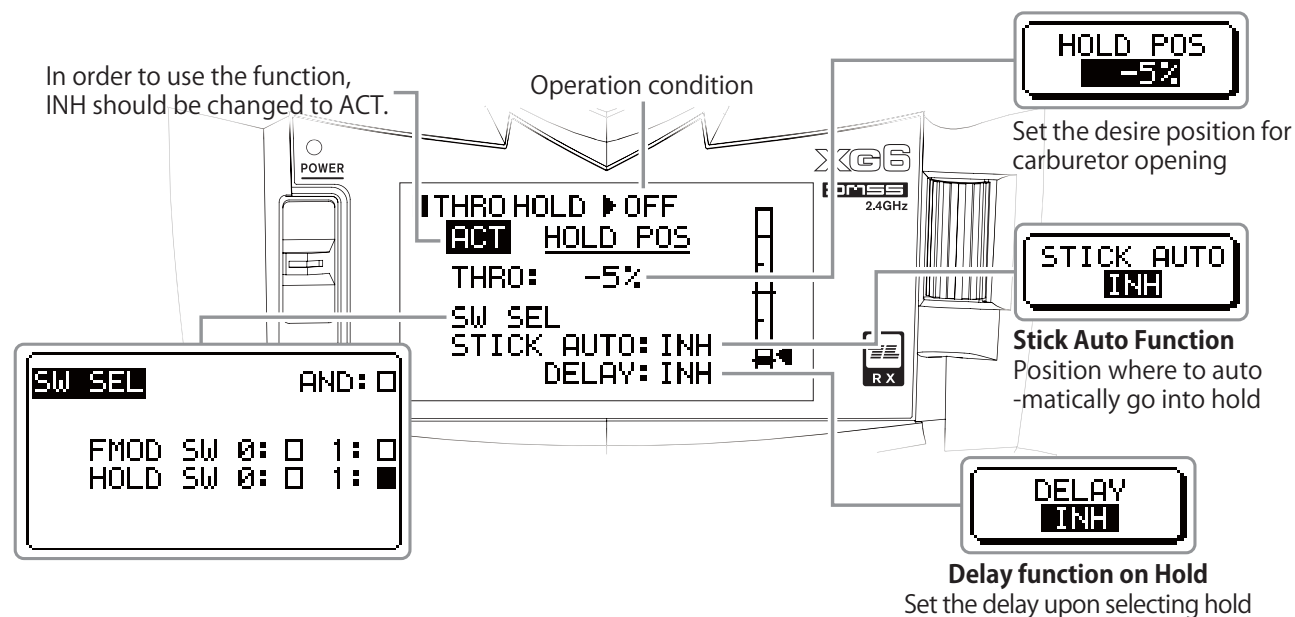 In order to use the function,
INH should be changed to ACT.
Operation condition
HOLD POS
-5%
Set the desire position for
carburetor opening
POWER
XG6
DMSS
2.4GHz
THRO HOLD ▶ OFF
ACT HOLD POS
THRO: -5%
SW SEL
STICK AUTO: INH
DELAY: INH
RX
STICK AUTO
INH
Stick Auto Function
Position where to auto
-matically go into hold
SW SEL AND: □
FMOD SW 0: □ 1: □
HOLD SW 0: □ 1: ■
DELAY
INH
Delay function on Hold
Set the delay upon selecting hold